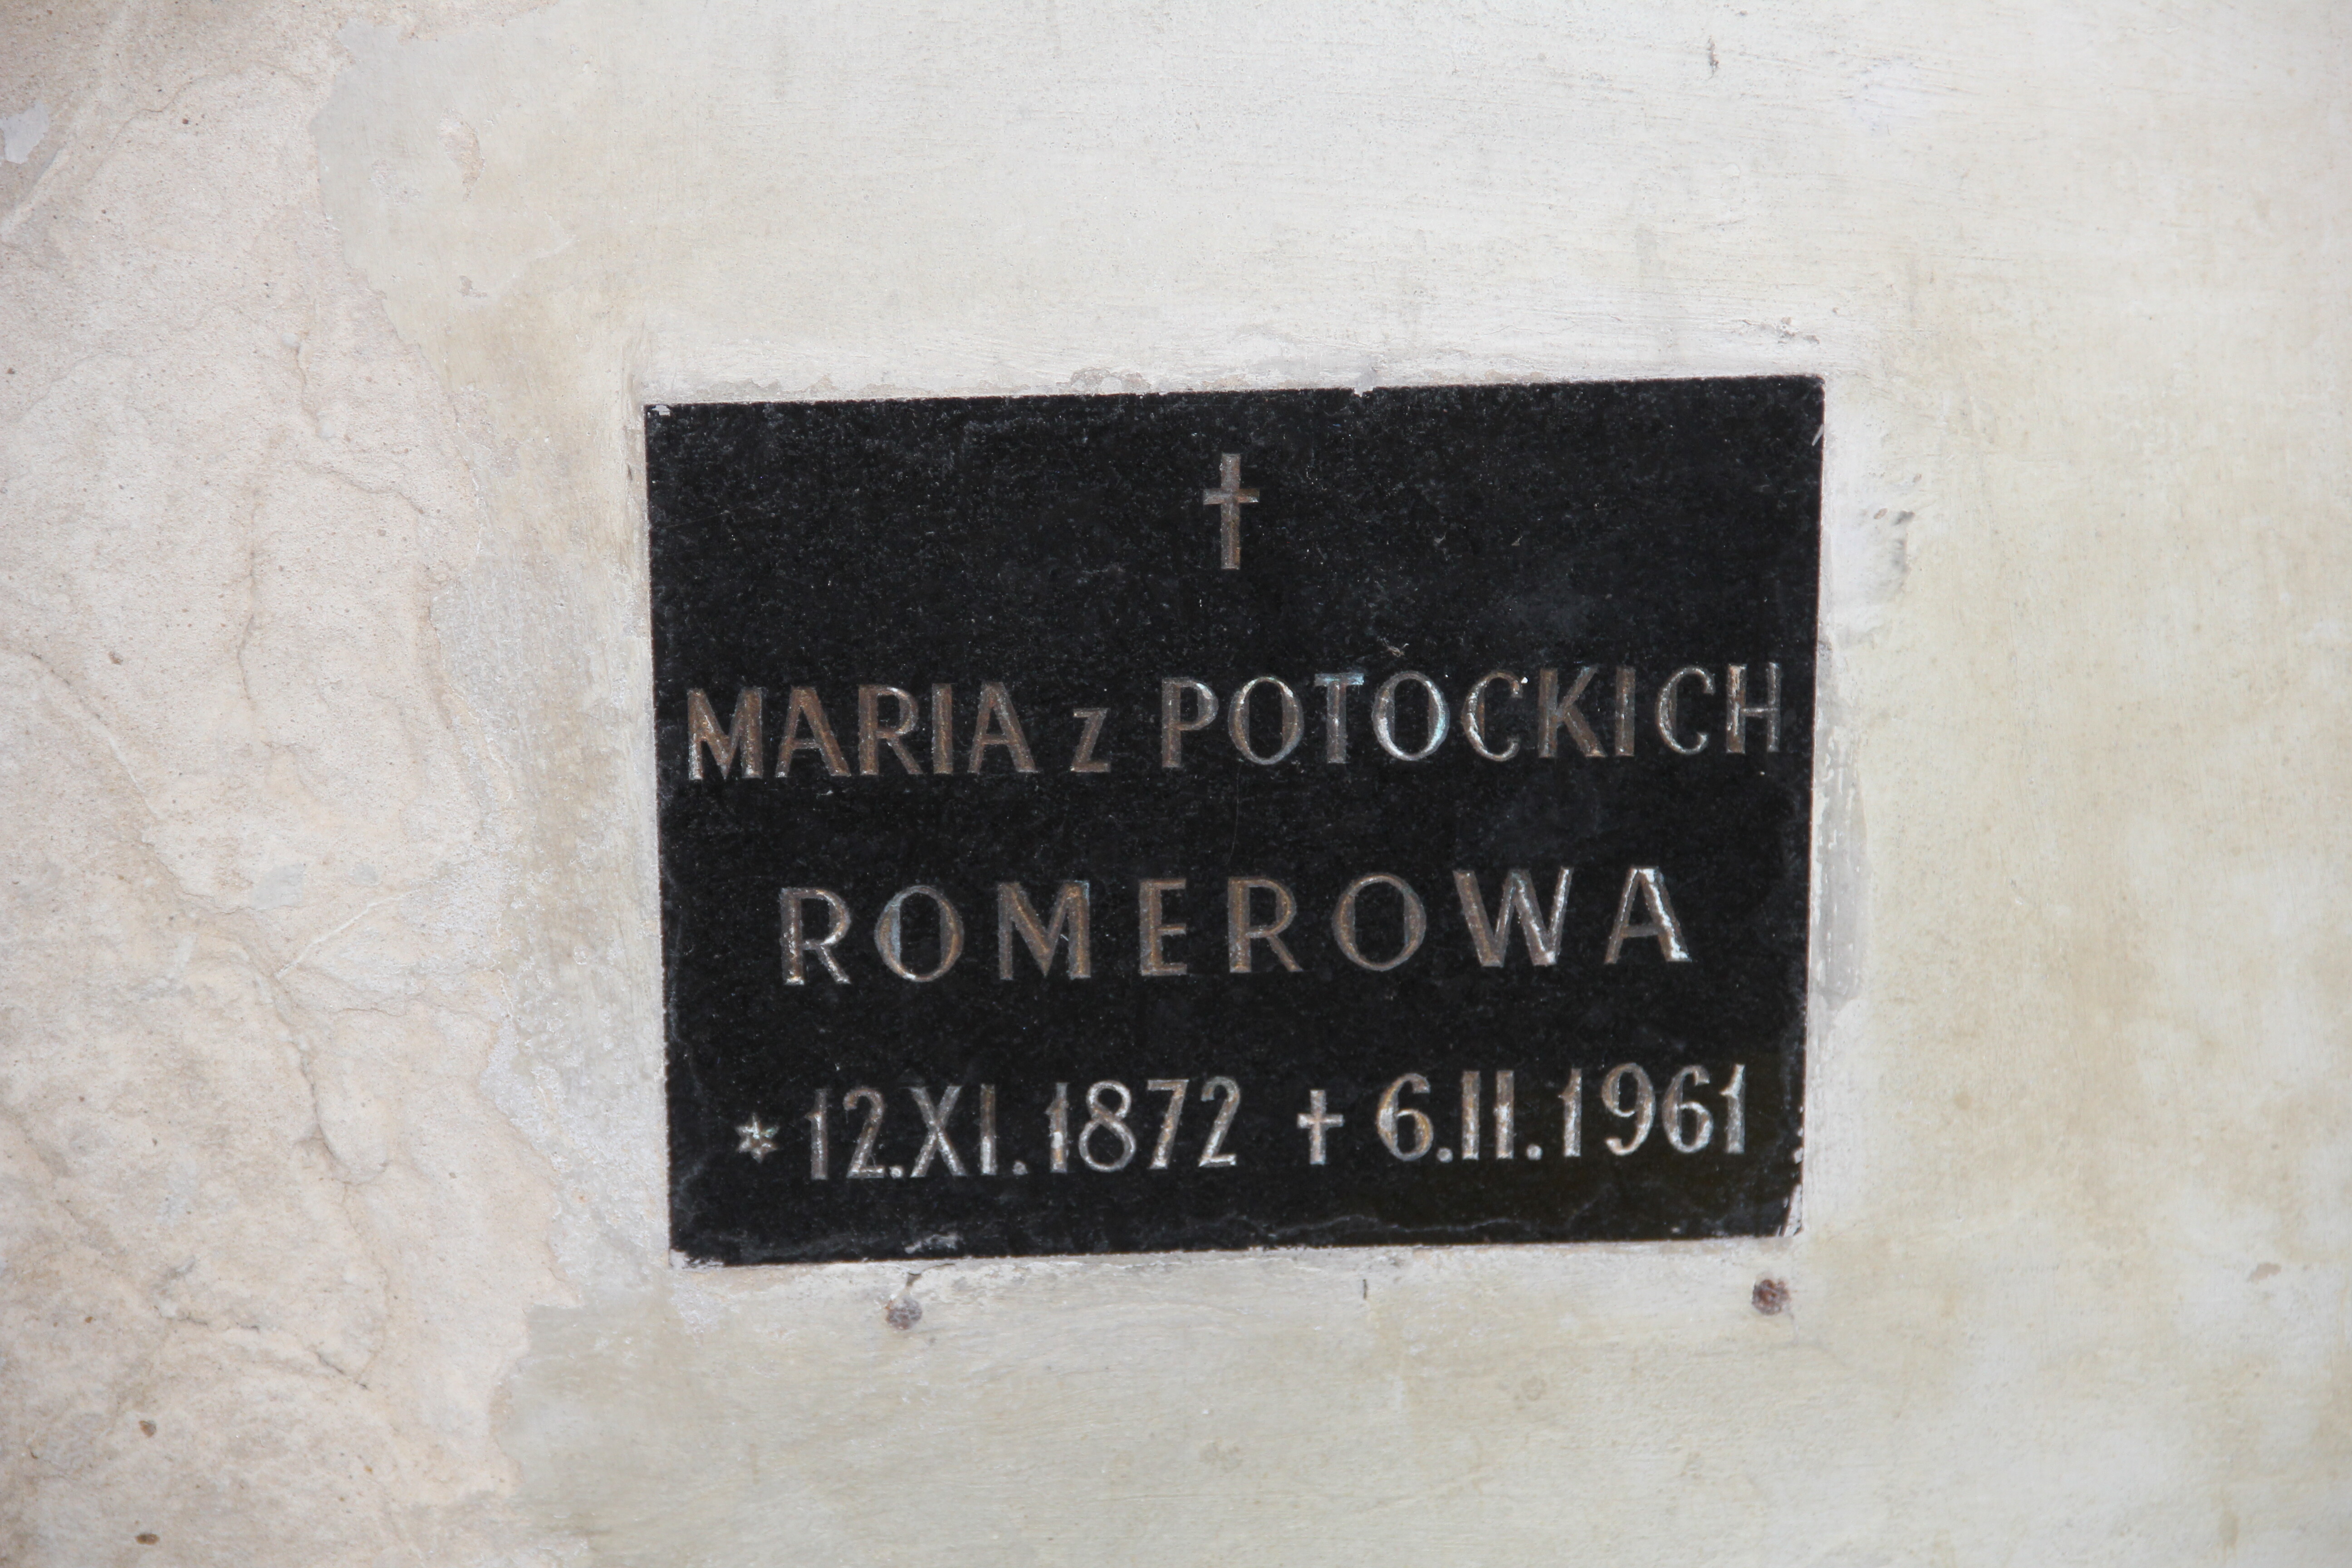 MARIA z POTOCKICH
ROMEROWA
* 12.XI.1872 † 6.II.1961